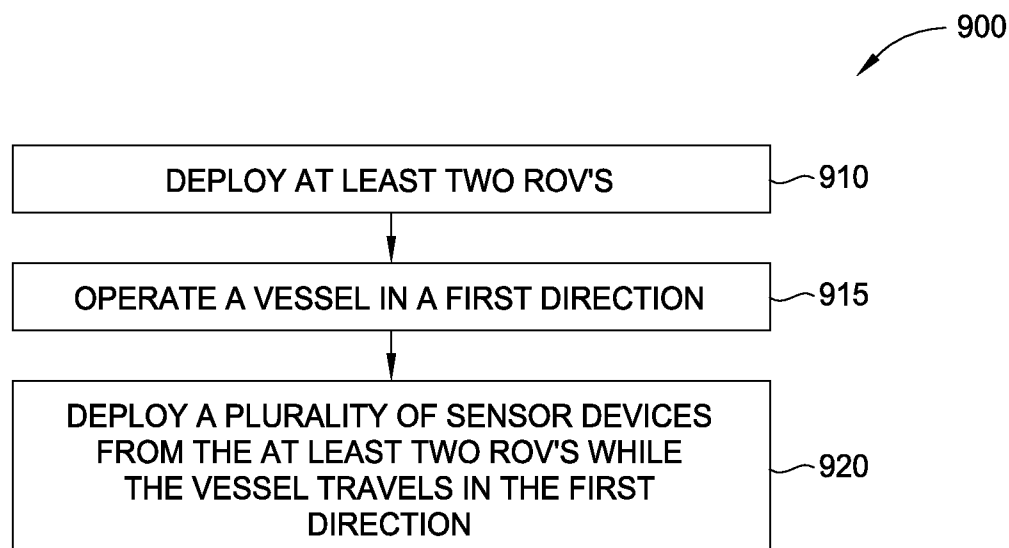 900
DEPLOY AT LEAST TWO ROV'S
910
OPERATE A VESSEL IN A FIRST DIRECTION
915
DEPLOY A PLURALITY OF SENSOR DEVICES
FROM THE AT LEAST TWO ROV'S WHILE
THE VESSEL TRAVELS IN THE FIRST
DIRECTION
920